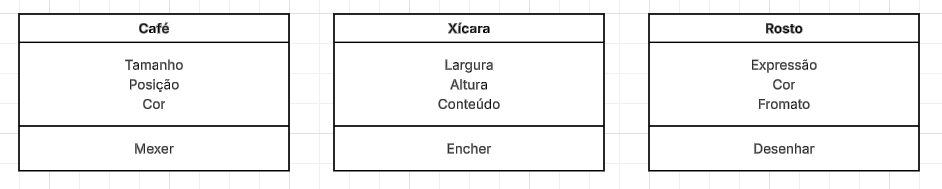 Café
Tamanho
Posição
Cor
Mexer
Xícara
Largura
Altura
Conteúdo
Encher
Rosto
Expressão
Cor
Fromato
Desenhar